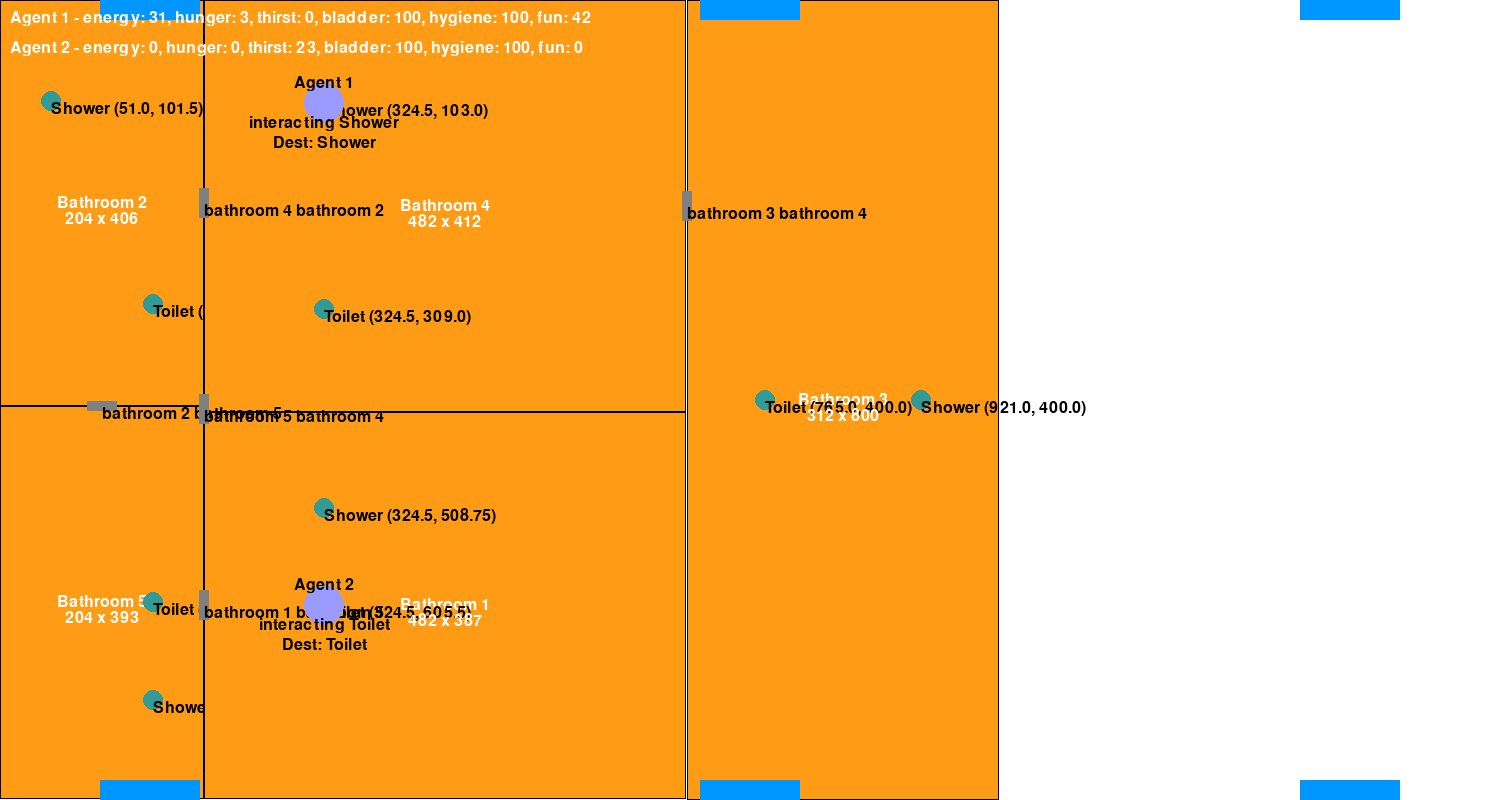 Agent 1 - energy: 31, hunger: 3, thirst: 0, bladder: 100, hygiene: 100, fun: 42
Agent 2 - energy: 0, hunger: 0, thirst: 23, bladder: 100, hygiene: 100, fun: 0
Agent 1
Shower (51.0, 101.5)
hower (324.5, 103.0)
interacting Shower
Dest: Shower
Bathroom 2
204 x 406
Bathroom 4
482 x 412
bathroom 4 bathroom 2
bathroom 3 bathroom 4
Toilet (
Toilet (324.5, 309.0)
Bathroom 3
312 x 800
Toilet (765.0, 400.0)
Shower (921.0, 400.0)
bathroom 2 bathroom 5
bathroom 5 bathroom 4
Shower (324.5, 508.75)
Agent 2
Bathroom 5
204 x 393
Toilet
bathroom 1
(324.5, 605.5)
Bathroom 1
482 x 387
interacting Toilet
Dest: Toilet
Showe